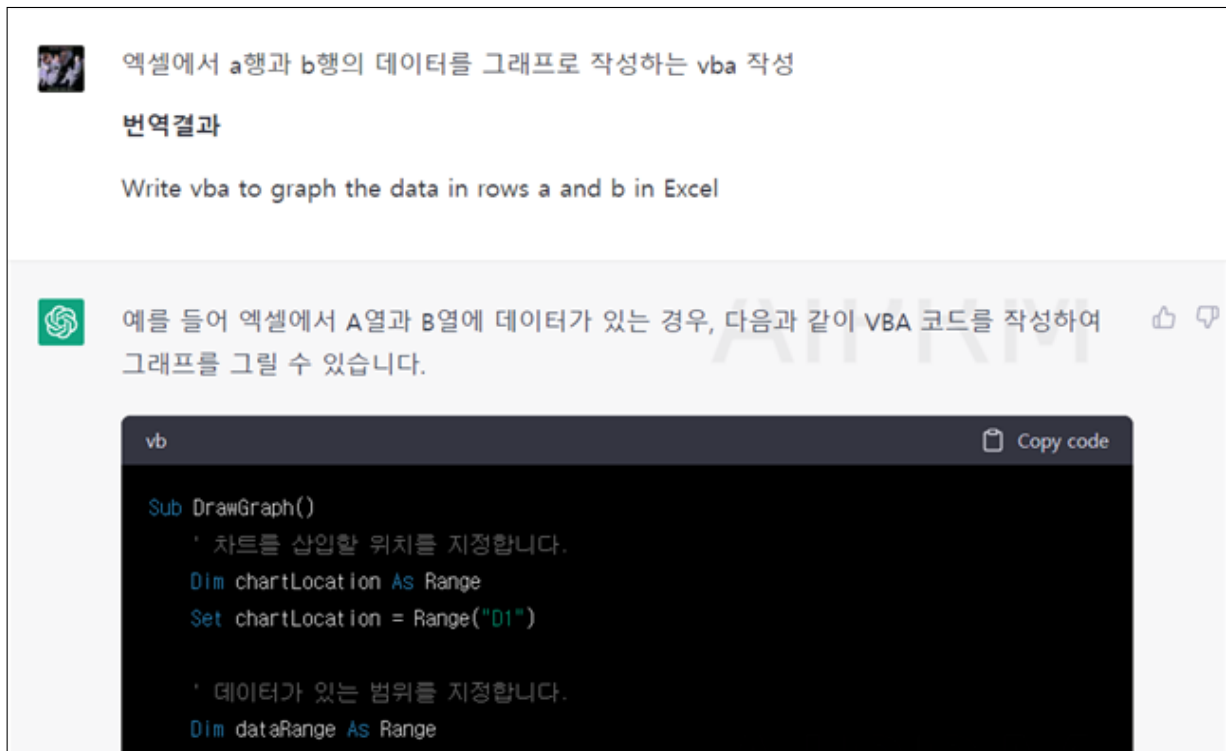 엑셀에서 a행과 b행의 데이터를 그래프로 작성하는 vba 작성
번역결과
Write vba to graph the data in rows a and b in Excel
예를 들어 엑셀에서 A열과 B열에 데이터가 있는 경우, 다음과 같이 VBA 코드를 작성하여
그래프를 그릴 수 있습니다.
vb
Copy code
Sub DrawGraph()
' 차트를 삽입할 위치를 지정합니다.
Dim chartLocation As Range
Set chartLocation = Range("D1")
' 데이터가 있는 범위를 지정합니다.
Dim dataRange As Range